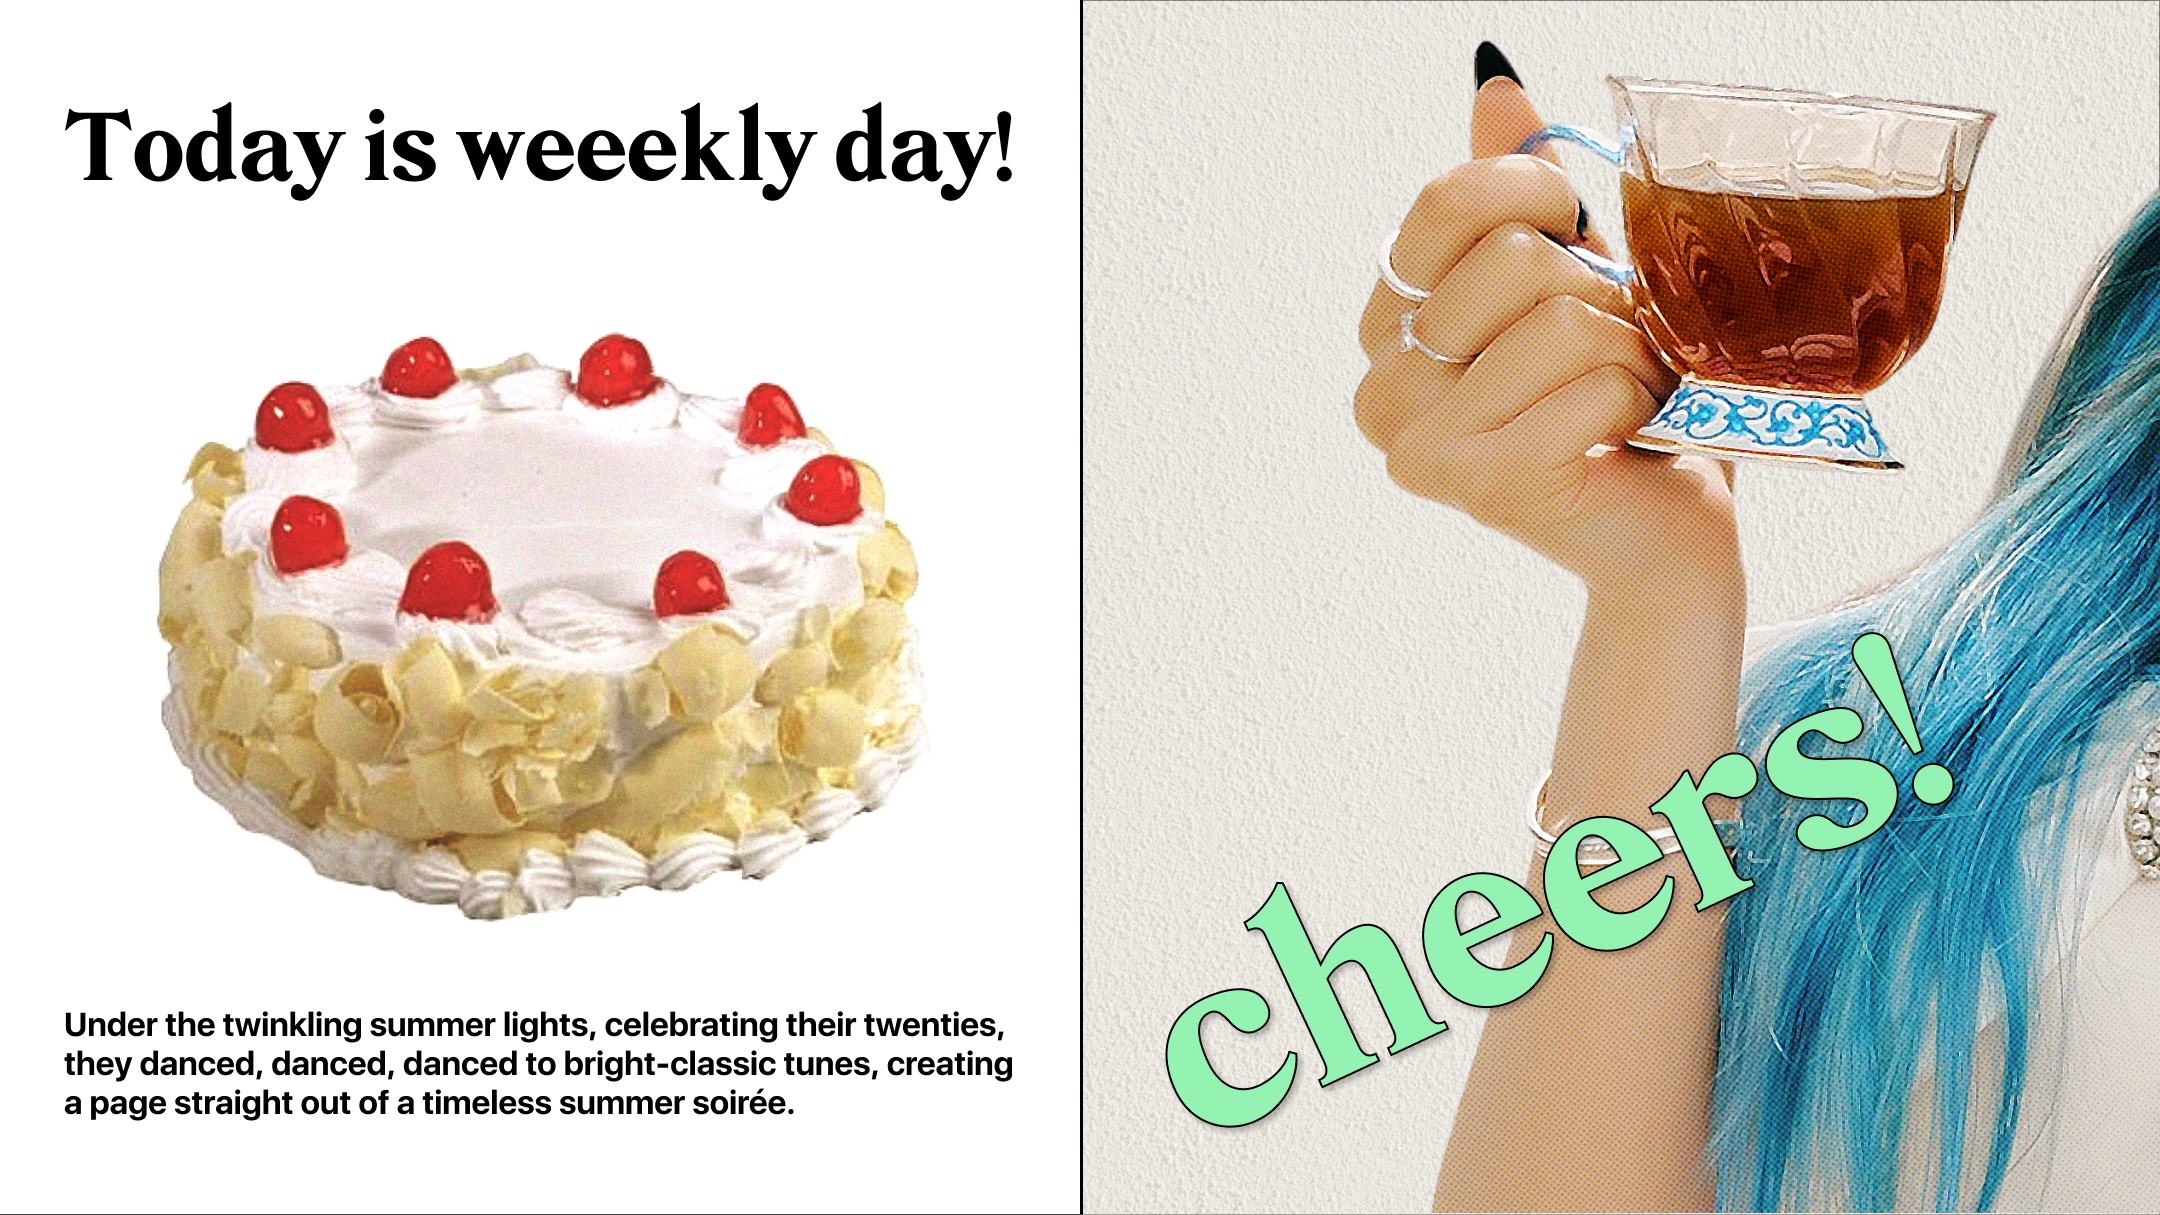 Today is weeekly day!
Under the twinkling summer lights, celebrating their twenties,
they danced, danced, danced to bright-classic tunes, creating
a page straight out of a timeless summer soirée.
cheers!